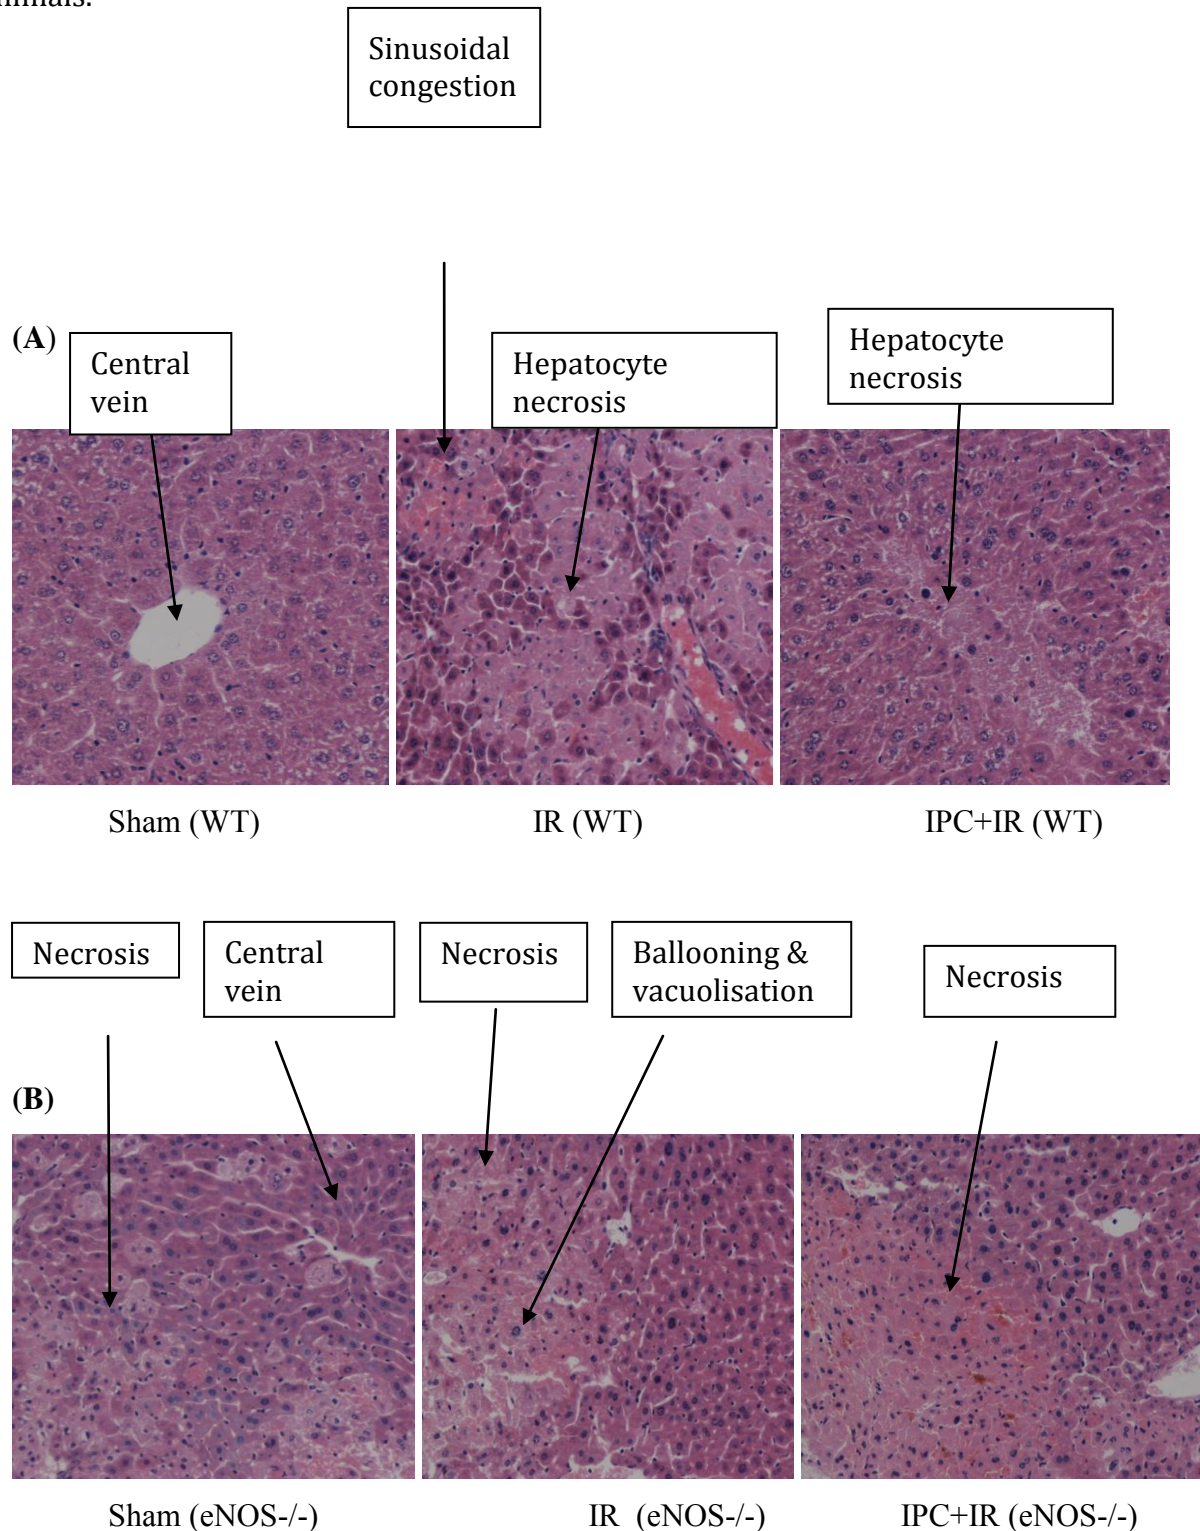 Sinusoidal
congestion
(A)
Central
vein
Hepatocyte
necrosis
Hepatocyte
necrosis
Sham (WT)
IR (WT)
IPC+IR (WT)
Necrosis
Central
vein
Necrosis
Ballooning &
vacuolisation
Necrosis
(B)
Sham (eNOS-/-)
IR (eNOS-/-)
IPC+IR (eNOS-/-)